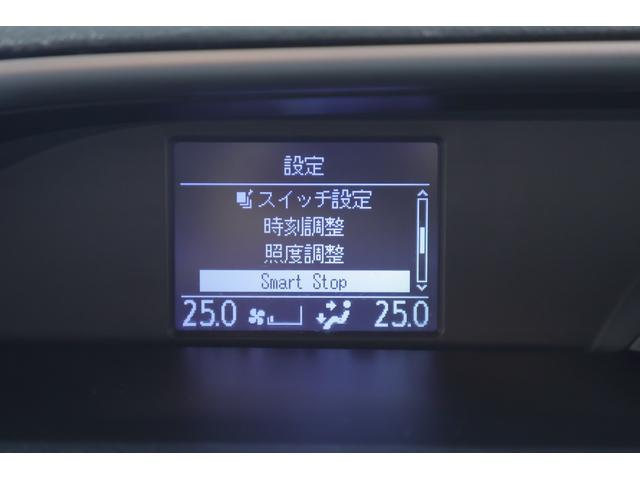 設定
スイッチ設定
時刻調整
照度調整
Smart Stop
25.0 25.0